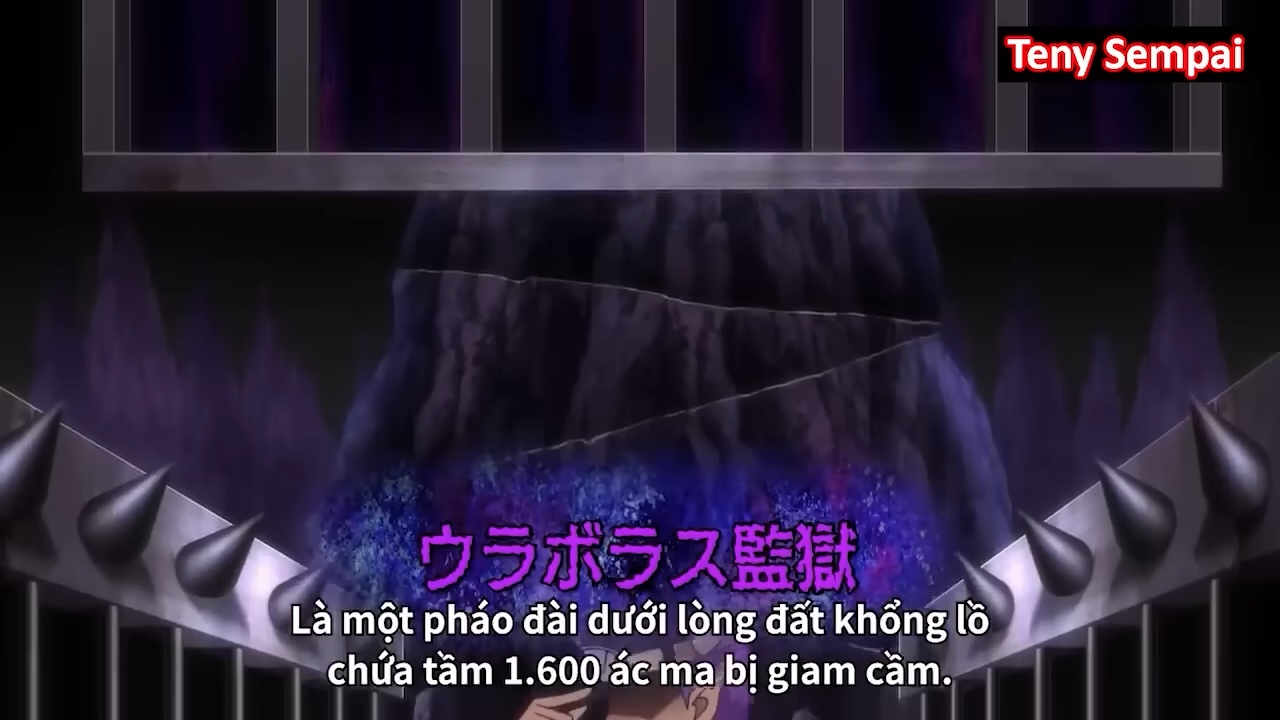 Teny Sempai
ウラボラス監獄
Là một pháo đài dưới lòng đất khổng lồ
chứa tầm 1.600 ác ma bị giam cầm.